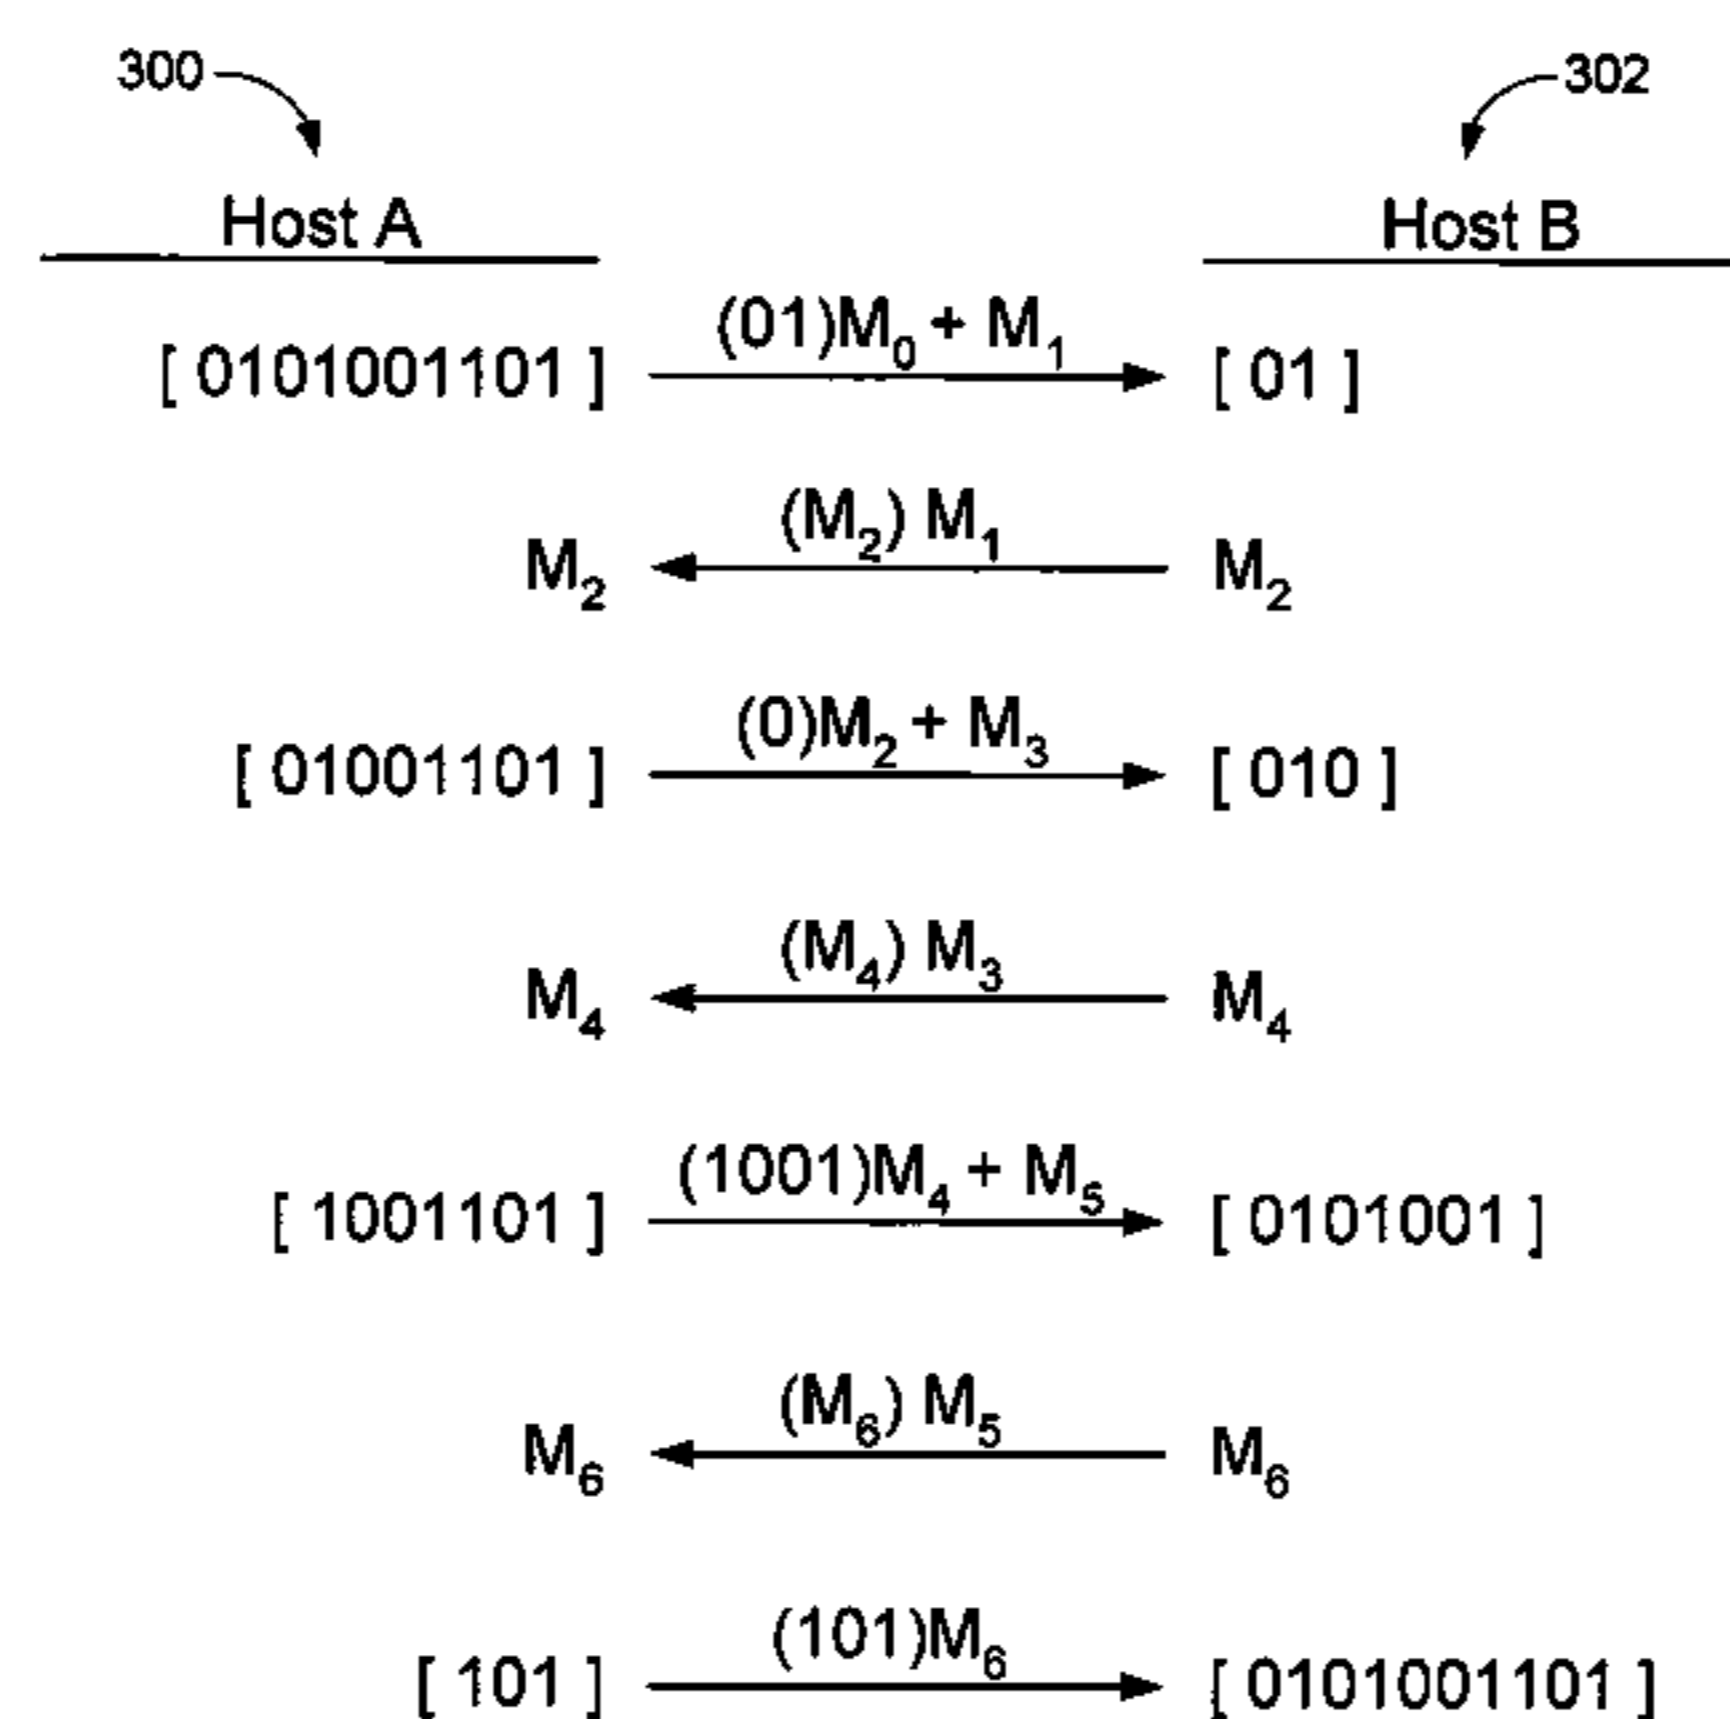 300 302
Host A Host B
(01)M₀ + M₁
[ 0101001101 ] [ 01 ]
(M₂) M₁
M₂ M₂
(0)M₂ + M₃
[ 01001101 ] [ 010 ]
(M₄) M₃
M₄ M₄
(1001)M₄ + M₅
[ 1001101 ] [ 0101001 ]
(M₆) M₅
M₆ M₆
(101)M₆
[ 101 ] [ 0101001101 ]